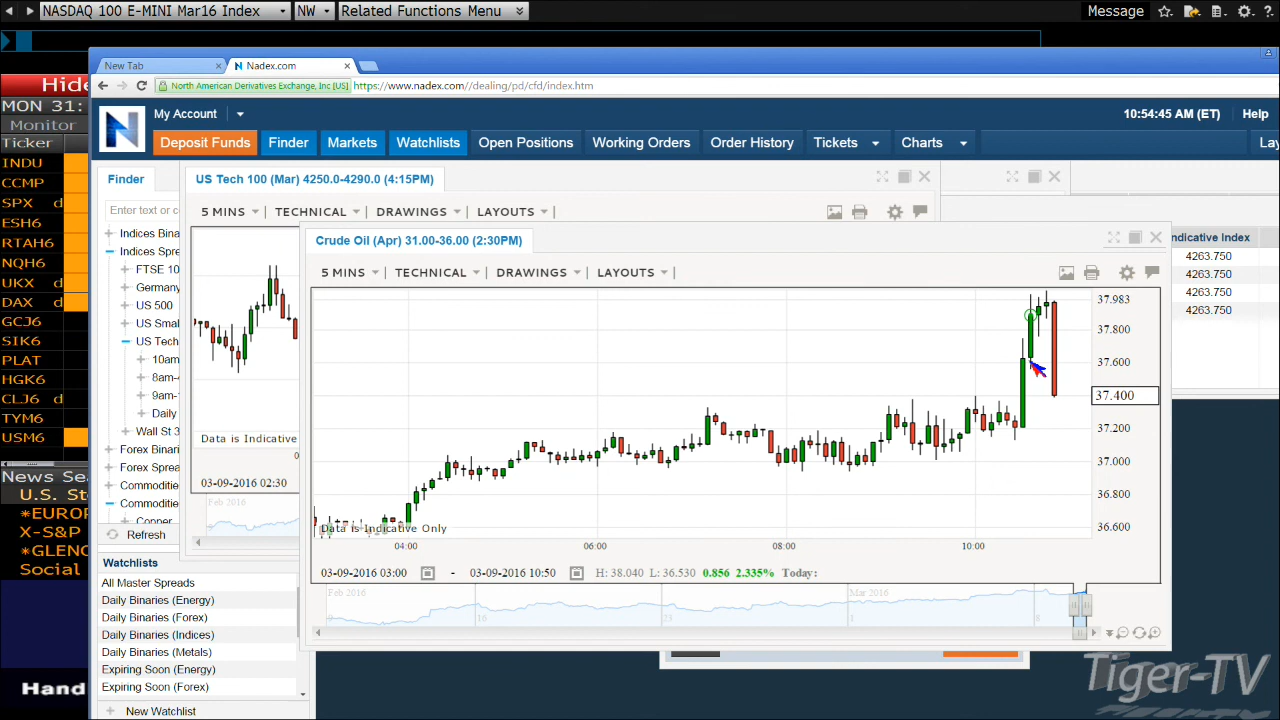 NASDAQ 100 E-MINI Mar16 Index
NW
Related Functions Menu
Message
New Tab
Nadex.com
North American Derivatives Exchange, Inc [US]
https://www.nadex.com//dealing/pd/cfd/index.htm
Hide
MON 31:
Monitor
Ticker
INDU
CCMP
SPX d
ESH6
RTAH6
NQH6
UKX d
DAX d
GCJ6
SIK6
PLAT
HGK6
CLJ6 d
TYM6
USM6
News Sea
U.S. St
*EUROP
X-S&P
*GLENC
Social
Hand
My Account
10:54:45 A (ET)
Help
Deposit Funds
Finder
Markets
Watchlists
Open Positions
Working Orders
Order History
Tickets
Charts
Lay
Finder
Enter text or co
Indices Bina
Indices Sprea
FTSE 10
Germany
US 500
US Smal
US Tech
10am-
8am-4
9am-1
Daily
Wall St 3
Forex Binari
Forex Sprea
Commoditie
Commoditie
Copper
Refresh
Watchlists
All Master Spreads
Daily Binaries (Energy)
Daily Binaries (Forex)
Daily Binaries (Indices)
Daily Binaries (Metals)
Expiring Soon (Energy)
Expiring Soon (Forex)
New Watchlist
US Tech 100 (Mar) 4250.0-4290.0 (4:15PM)
5 MINS
TECHNICAL
DRAWINGS
LAYOUTS
Data is Indicative
03-09-2016 02:30
Feb 2016
Crude Oil (Apr) 31.00-36.00 (2:30PM)
5 MINS
TECHNICAL
DRAWINGS
LAYOUTS
37.983
37.800
37.600
37.400
37.200
37.000
36.800
36.600
Data is Indicative Only
04:00
06:00
08:00
10:00
03-09-2016 03:00 - 03-09-2016 10:50 H: 38.040 L: 36.530 0.856 2.335% Today:
Feb 2016
Mar 2016
16
23
1
8
ndicative Index
4263.750
4263.750
4263.750
4263.750
Tiger-TV